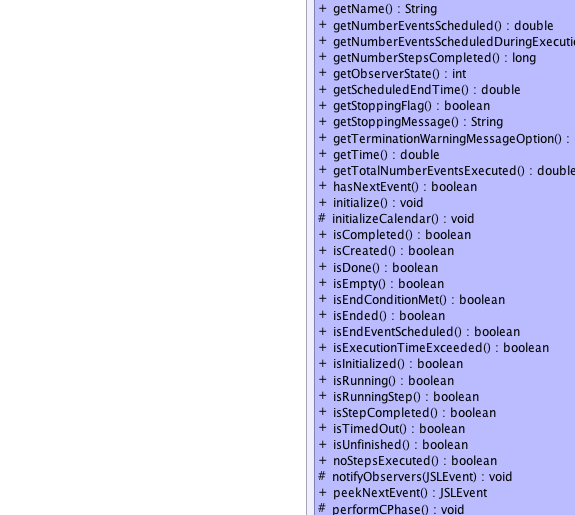 + getName() : String
+ getNumberEventsScheduled() : double
+ getNumberEventsScheduledDuringExecuti
+ getNumberStepsCompleted() : long
+ getObserverState() : int
+ getScheduledEndTime() : double
+ getStoppingFlag() : boolean
+ getStoppingMessage() : String
+ getTerminationWarningMessageOption() :
+ getTime() : double
+ getTotalNumberEventsExecuted() : double
+ hasNextEvent() : boolean
+ initialize() : void
# initializeCalendar() : void
+ isCompleted() : boolean
+ isCreated() : boolean
+ isDone() : boolean
+ isEmpty() : boolean
+ isEndConditionMet() : boolean
+ isEnded() : boolean
+ isEndEventScheduled() : boolean
+ isExecutionTimeExceeded() : boolean
+ isInitialized() : boolean
+ isRunning() : boolean
+ isRunningStep() : boolean
+ isStepCompleted() : boolean
+ isTimedOut() : boolean
+ isUnfinished() : boolean
+ noStepsExecuted() : boolean
# notifyObservers(JSLEvent) : void
+ peekNextEvent() : JSLEvent
# performCPhase() : void